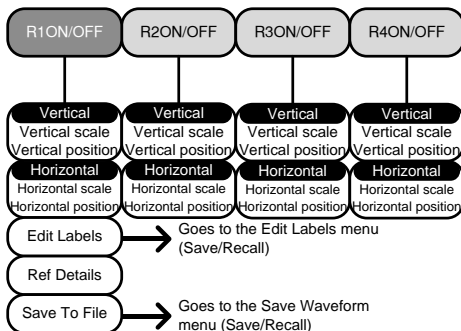 R1ON/OFF R2ON/OFF R3ON/OFF R4ON/OFF
Vertical Vertical Vertical Vertical
Vertical scale Vertical scale Vertical scale Vertical scale
Vertical position Vertical position Vertical position Vertical position
Horizontal Horizontal Horizontal Horizontal
Horizontal scale Horizontal scale Horizontal scale Horizontal scale
Horizontal position Horizontal position Horizontal position Horizontal position
Edit Labels Goes to the Edit Labels menu
(Save/Recall)
Ref Details
Save To File Goes to the Save Waveform
menu (Save/Recall)